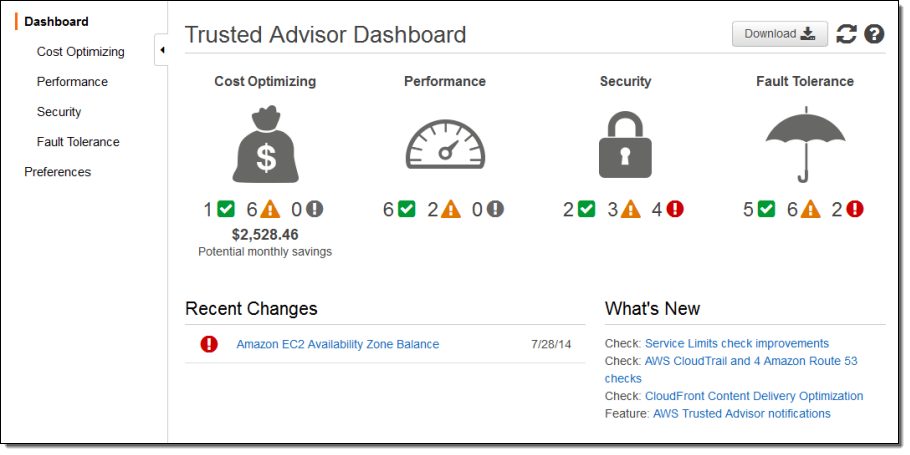 Dashboard
Cost Optimizing
Performance
Security
Fault Tolerance
Preferences
Trusted Advisor Dashboard
Download
Cost Optimizing
Performance
Security
Fault Tolerance
$
1 6 0
6 2 0
2 3 4
5 6 2
$2,528.46
Potential monthly savings
Recent Changes
Amazon EC2 Availability Zone Balance 7/28/14
What's New
Check: Service Limits check improvements
Check: AWS CloudTrail and 4 Amazon Route 53
checks
Check: CloudFront Content Delivery Optimization
Feature: AWS Trusted Advisor notifications